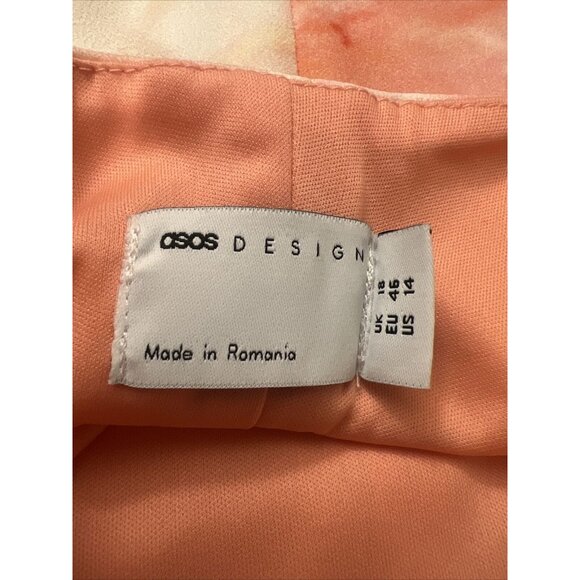 asos DESIGN
Made in Romania
UK 18
EU 46
US 14